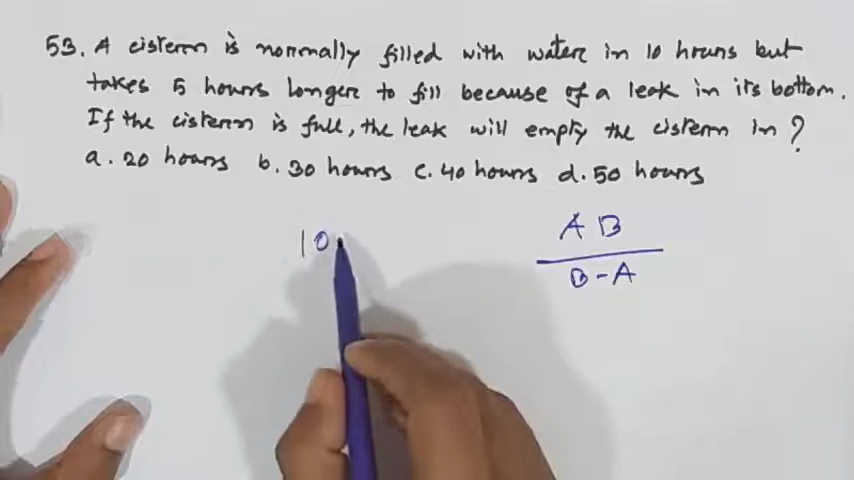 53. A cistern is normally filled with water in 10 hours but
takes 5 hours longer to fill because of a leak in its bottom.
If the cistern is full, the leak will empty the cistern in ?
a. 20 hours b. 30 hours c. 40 hours d. 50 hours
10
A B
B - A